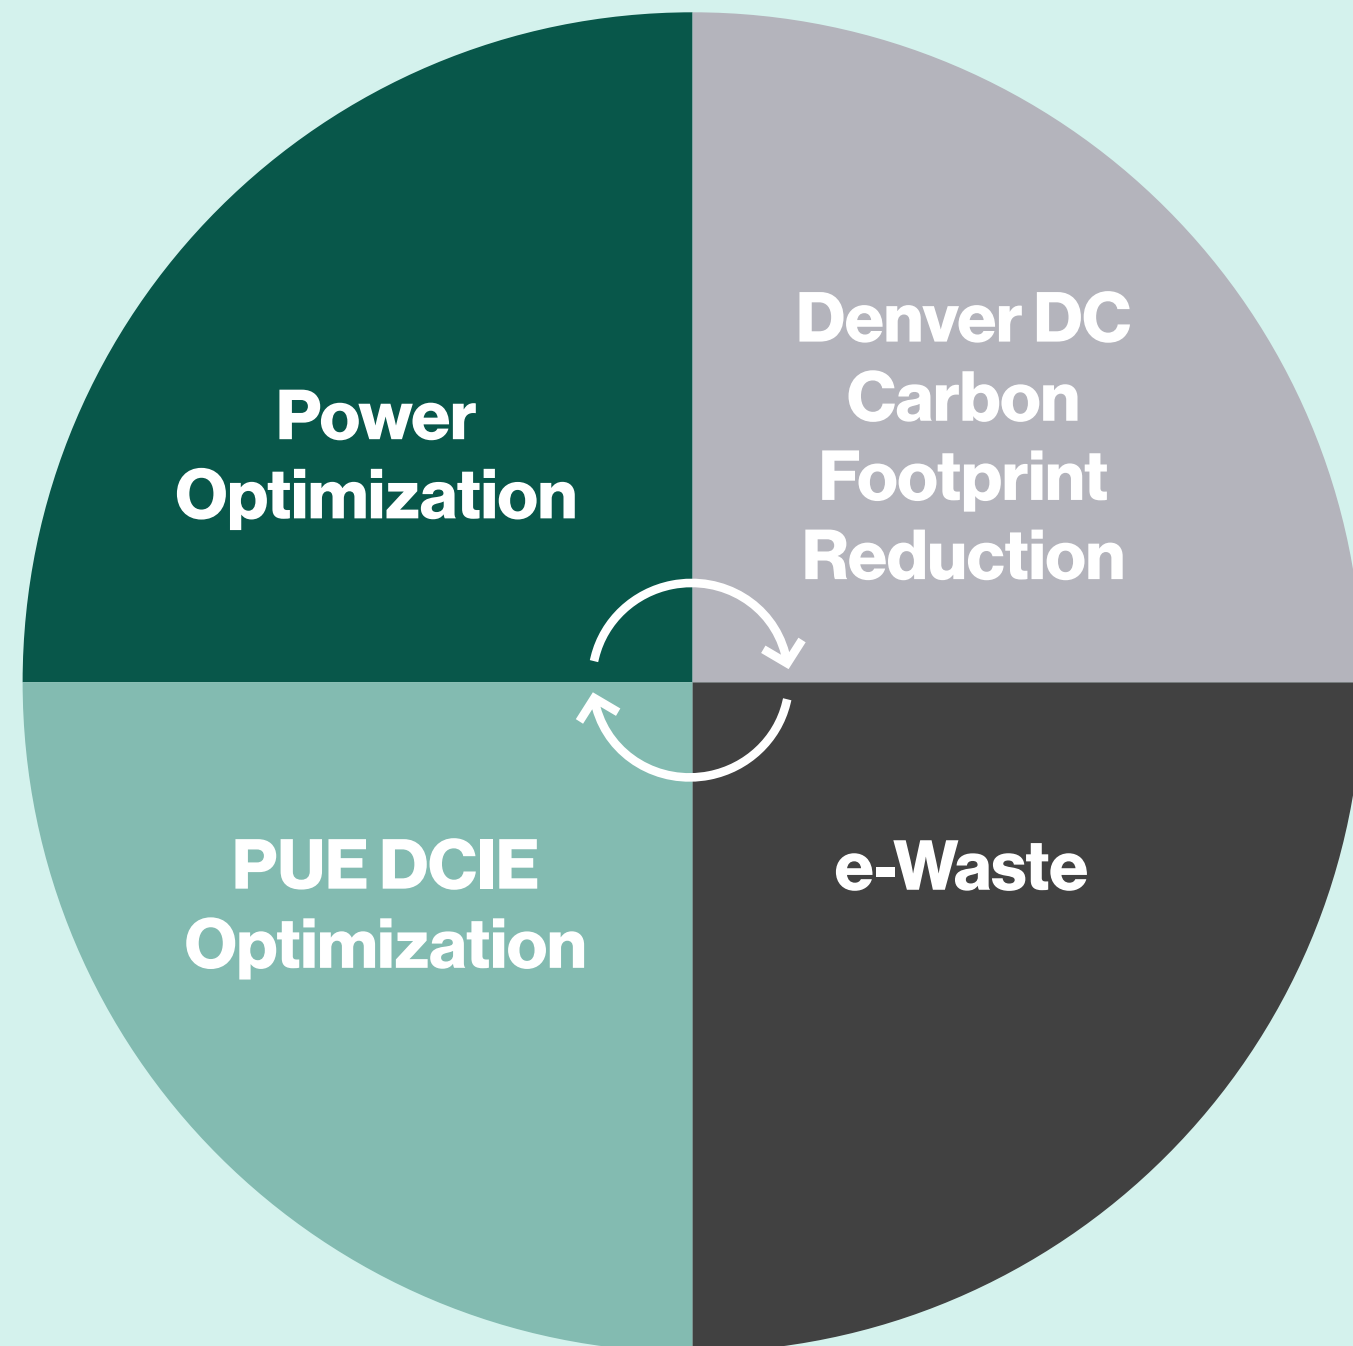 Power
Optimization
Denver DC
Carbon
Footprint
Reduction
PUE DCIE
Optimization
e-Waste